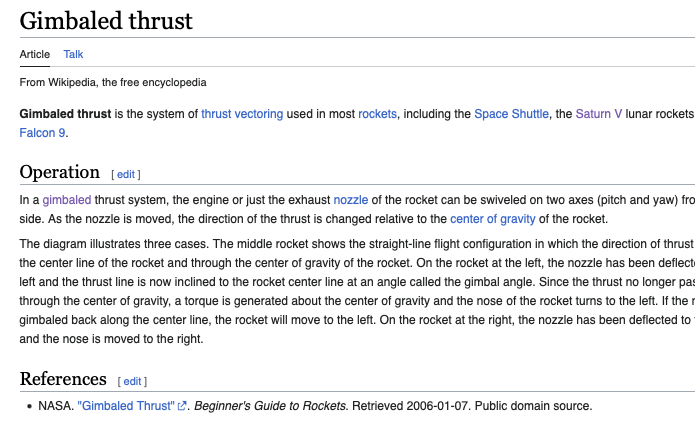 Gimbaled thrust
Article Talk
From Wikipedia, the free encyclopedia
Gimbaled thrust is the system of thrust vectoring used in most rockets, including the Space Shuttle, the Saturn V lunar rockets
Falcon 9.
Operation [ edit ]
In a gimbaled thrust system, the engine or just the exhaust nozzle of the rocket can be swiveled on two axes (pitch and yaw) fro
side. As the nozzle is moved, the direction of the thrust is changed relative to the center of gravity of the rocket.
The diagram illustrates three cases. The middle rocket shows the straight-line flight configuration in which the direction of thrust
the center line of the rocket and through the center of gravity of the rocket. On the rocket at the left, the nozzle has been deflect
left and the thrust line is now inclined to the rocket center line at an angle called the gimbal angle. Since the thrust no longer pas
through the center of gravity, a torque is generated about the center of gravity and the nose of the rocket turns to the left. If the
gimbaled back along the center line, the rocket will move to the left. On the rocket at the right, the nozzle has been deflected to
and the nose is moved to the right.
References [ edit ]
• NASA. "Gimbaled Thrust". Beginner's Guide to Rockets. Retrieved 2006-01-07. Public domain source.